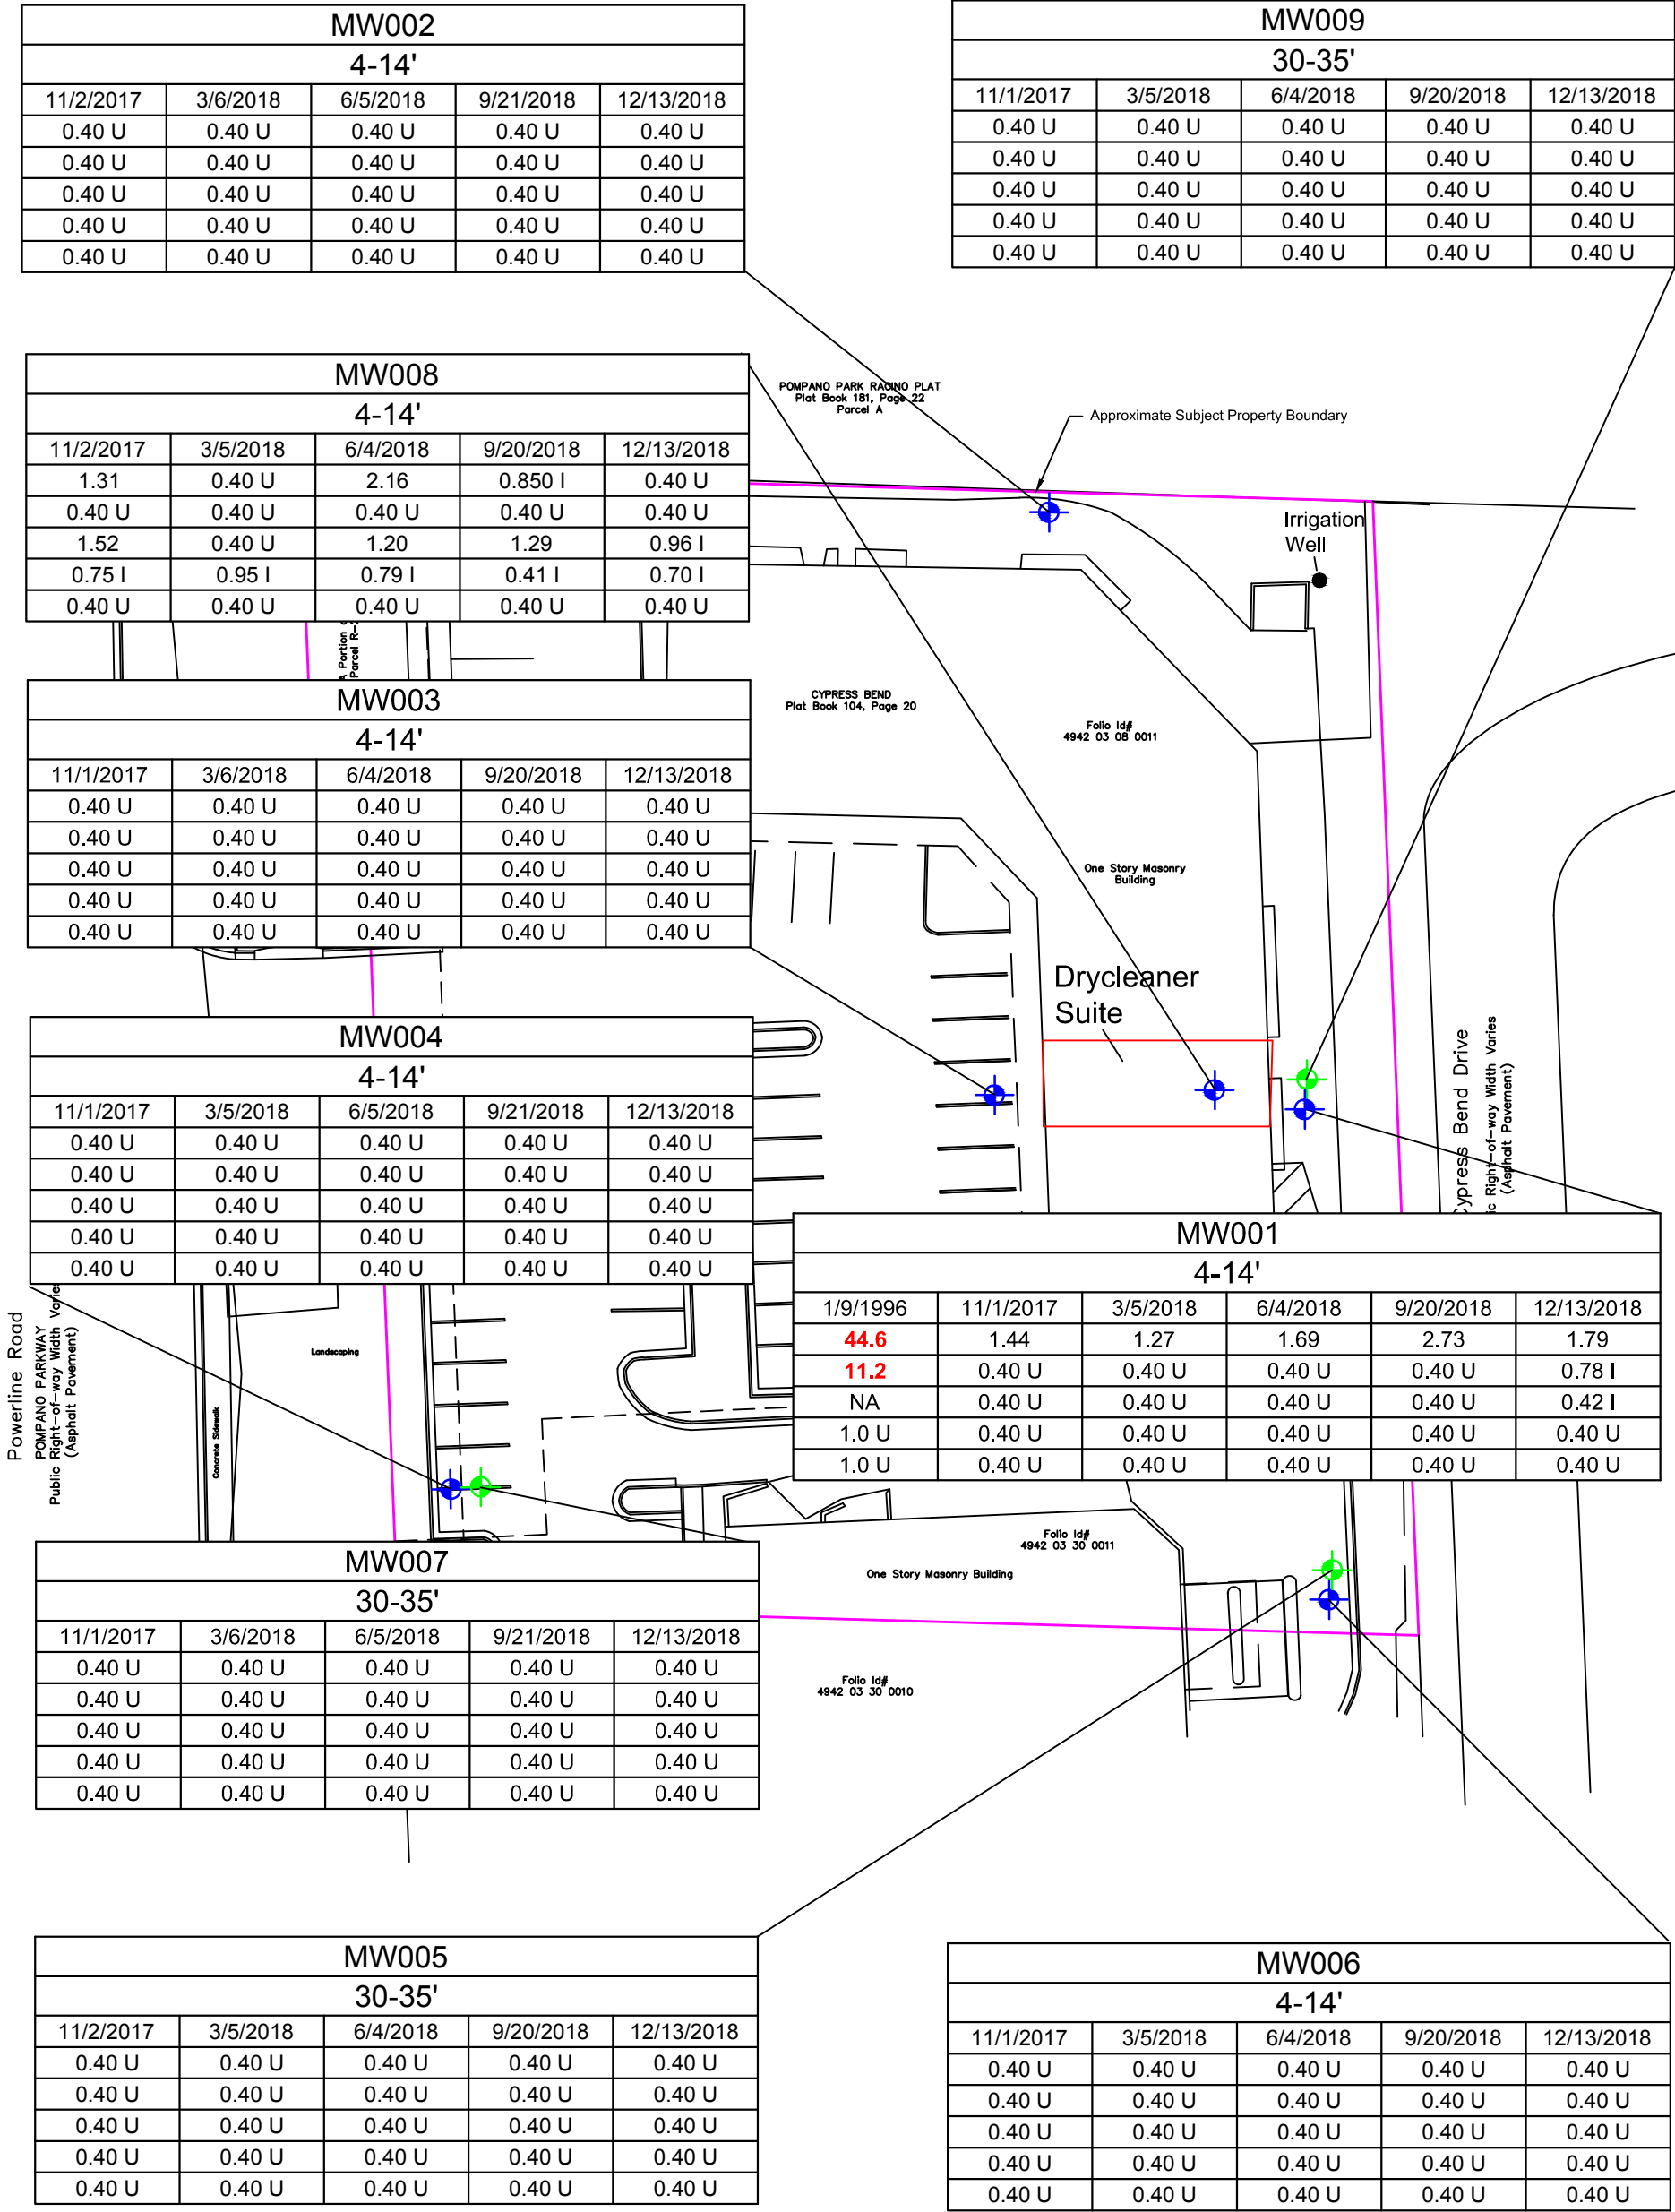 MW002
4-14'
11/2/2017 3/6/2018 6/5/2018 9/21/2018 12/13/2018
0.40 U 0.40 U 0.40 U 0.40 U 0.40 U
0.40 U 0.40 U 0.40 U 0.40 U 0.40 U
0.40 U 0.40 U 0.40 U 0.40 U 0.40 U
0.40 U 0.40 U 0.40 U 0.40 U 0.40 U
0.40 U 0.40 U 0.40 U 0.40 U 0.40 U
MW009
30-35'
11/1/2017 3/5/2018 6/4/2018 9/20/2018 12/13/2018
0.40 U 0.40 U 0.40 U 0.40 U 0.40 U
0.40 U 0.40 U 0.40 U 0.40 U 0.40 U
0.40 U 0.40 U 0.40 U 0.40 U 0.40 U
0.40 U 0.40 U 0.40 U 0.40 U 0.40 U
0.40 U 0.40 U 0.40 U 0.40 U 0.40 U
MW008
4-14'
11/2/2017 3/5/2018 6/4/2018 9/20/2018 12/13/2018
1.31 0.40 U 2.16 0.850 I 0.40 U
0.40 U 0.40 U 0.40 U 0.40 U 0.40 U
1.52 0.40 U 1.20 1.29 0.96 I
0.75 I 0.95 I 0.79 I 0.41 I 0.70 I
0.40 U 0.40 U 0.40 U 0.40 U 0.40 U
POMPANO PARK RACINO PLAT
Plat Book 181, Page 22
Parcel A
Approximate Subject Property Boundary
Irrigation
Well
A Portion
Parcel R-
CYPRESS BEND
Plat Book 104, Page 20
Folio Id#
4942 03 08 0011
MW003
4-14'
11/1/2017 3/6/2018 6/4/2018 9/20/2018 12/13/2018
0.40 U 0.40 U 0.40 U 0.40 U 0.40 U
0.40 U 0.40 U 0.40 U 0.40 U 0.40 U
0.40 U 0.40 U 0.40 U 0.40 U 0.40 U
0.40 U 0.40 U 0.40 U 0.40 U 0.40 U
0.40 U 0.40 U 0.40 U 0.40 U 0.40 U
One Story Masonry
Building
Drycleaner
Suite
Cypress Bend Drive
Right-of-way Width Varies
(Asphalt Pavement)
MW004
4-14'
11/1/2017 3/5/2018 6/5/2018 9/21/2018 12/13/2018
0.40 U 0.40 U 0.40 U 0.40 U 0.40 U
0.40 U 0.40 U 0.40 U 0.40 U 0.40 U
0.40 U 0.40 U 0.40 U 0.40 U 0.40 U
0.40 U 0.40 U 0.40 U 0.40 U 0.40 U
0.40 U 0.40 U 0.40 U 0.40 U 0.40 U
MW001
4-14'
1/9/1996 11/1/2017 3/5/2018 6/4/2018 9/20/2018 12/13/2018
44.6 1.44 1.27 1.69 2.73 1.79
11.2 0.40 U 0.40 U 0.40 U 0.40 U 0.78 I
NA 0.40 U 0.40 U 0.40 U 0.40 U 0.42 I
1.0 U 0.40 U 0.40 U 0.40 U 0.40 U 0.40 U
1.0 U 0.40 U 0.40 U 0.40 U 0.40 U 0.40 U
Powerline Road
POMPANO PARKWAY
Public Right-of-way Width Varies
(Asphalt Pavement)
Landscaping
Concrete Sidewalk
Folio Id#
4942 03 30 0011
One Story Masonry Building
MW007
30-35'
11/1/2017 3/6/2018 6/5/2018 9/21/2018 12/13/2018
0.40 U 0.40 U 0.40 U 0.40 U 0.40 U
0.40 U 0.40 U 0.40 U 0.40 U 0.40 U
0.40 U 0.40 U 0.40 U 0.40 U 0.40 U
0.40 U 0.40 U 0.40 U 0.40 U 0.40 U
0.40 U 0.40 U 0.40 U 0.40 U 0.40 U
Folio Id#
4942 03 30 0010
MW005
30-35'
11/2/2017 3/5/2018 6/4/2018 9/20/2018 12/13/2018
0.40 U 0.40 U 0.40 U 0.40 U 0.40 U
0.40 U 0.40 U 0.40 U 0.40 U 0.40 U
0.40 U 0.40 U 0.40 U 0.40 U 0.40 U
0.40 U 0.40 U 0.40 U 0.40 U 0.40 U
0.40 U 0.40 U 0.40 U 0.40 U 0.40 U
MW006
4-14'
11/1/2017 3/5/2018 6/4/2018 9/20/2018 12/13/2018
0.40 U 0.40 U 0.40 U 0.40 U 0.40 U
0.40 U 0.40 U 0.40 U 0.40 U 0.40 U
0.40 U 0.40 U 0.40 U 0.40 U 0.40 U
0.40 U 0.40 U 0.40 U 0.40 U 0.40 U
0.40 U 0.40 U 0.40 U 0.40 U 0.40 U